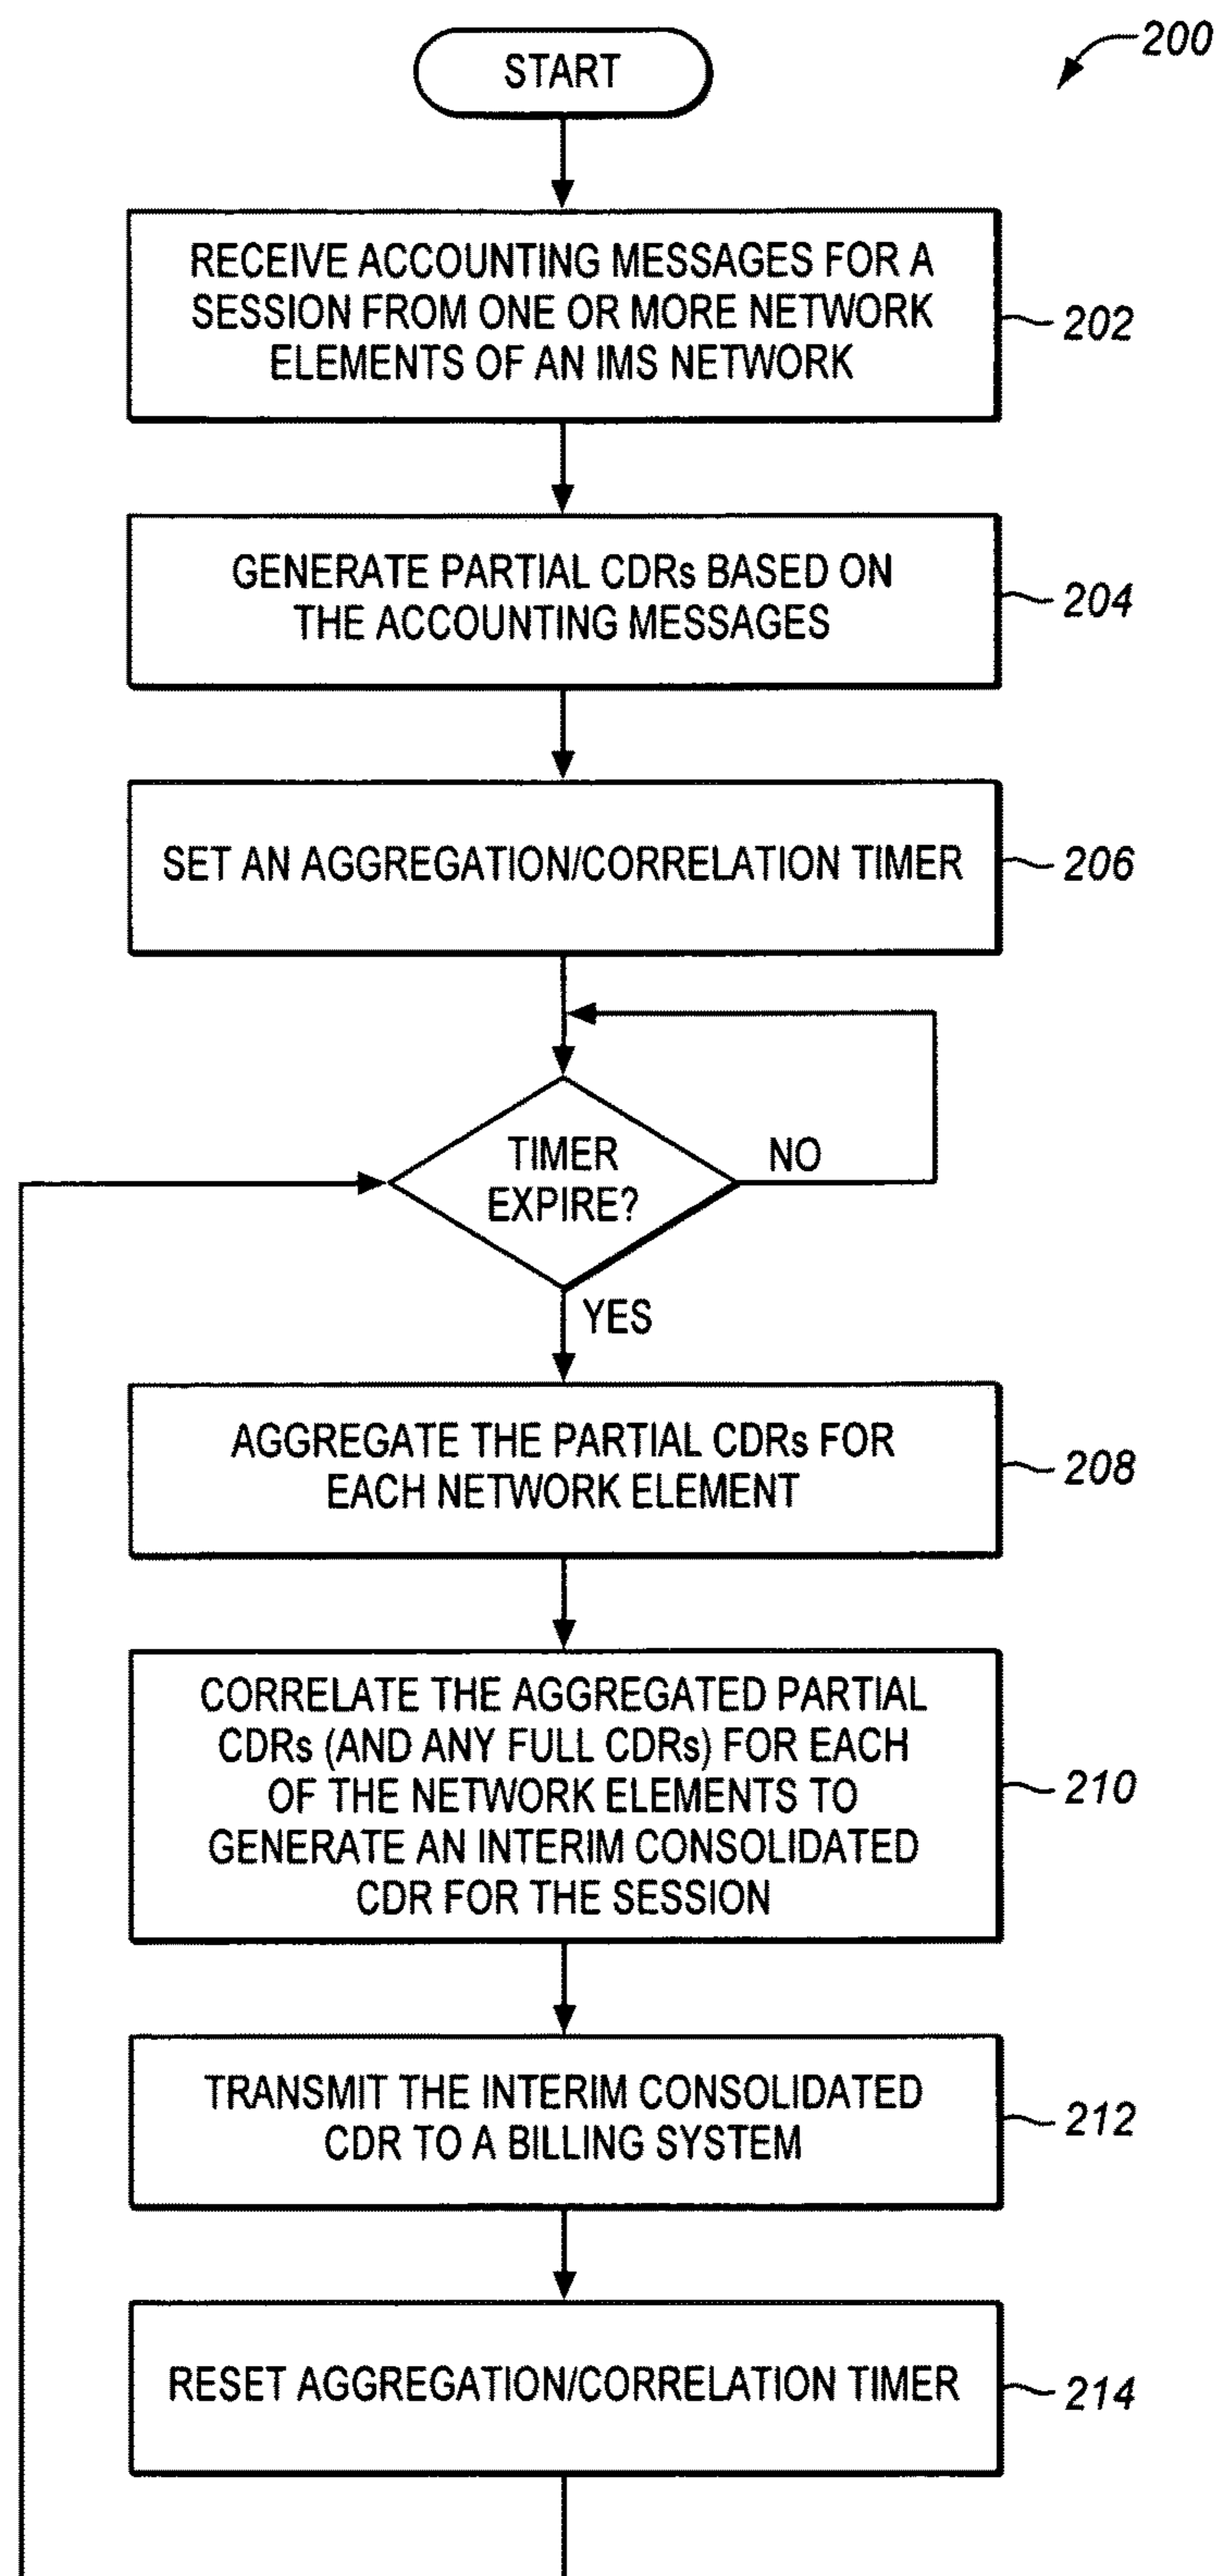 200
START
RECEIVE ACCOUNTING MESSAGES FOR A
SESSION FROM ONE OR MORE NETWORK
ELEMENTS OF AN IMS NETWORK
202
GENERATE PARTIAL CDRs BASED ON
THE ACCOUNTING MESSAGES
204
SET AN AGGREGATION/CORRELATION TIMER
206
TIMER
EXPIRE?
NO
YES
AGGREGATE THE PARTIAL CDRs FOR
EACH NETWORK ELEMENT
208
CORRELATE THE AGGREGATED PARTIAL
CDRs (AND ANY FULL CDRs) FOR EACH
OF THE NETWORK ELEMENTS TO
GENERATE AN INTERIM CONSOLIDATED
CDR FOR THE SESSION
210
TRANSMIT THE INTERIM CONSOLIDATED
CDR TO A BILLING SYSTEM
212
RESET AGGREGATION/CORRELATION TIMER
214